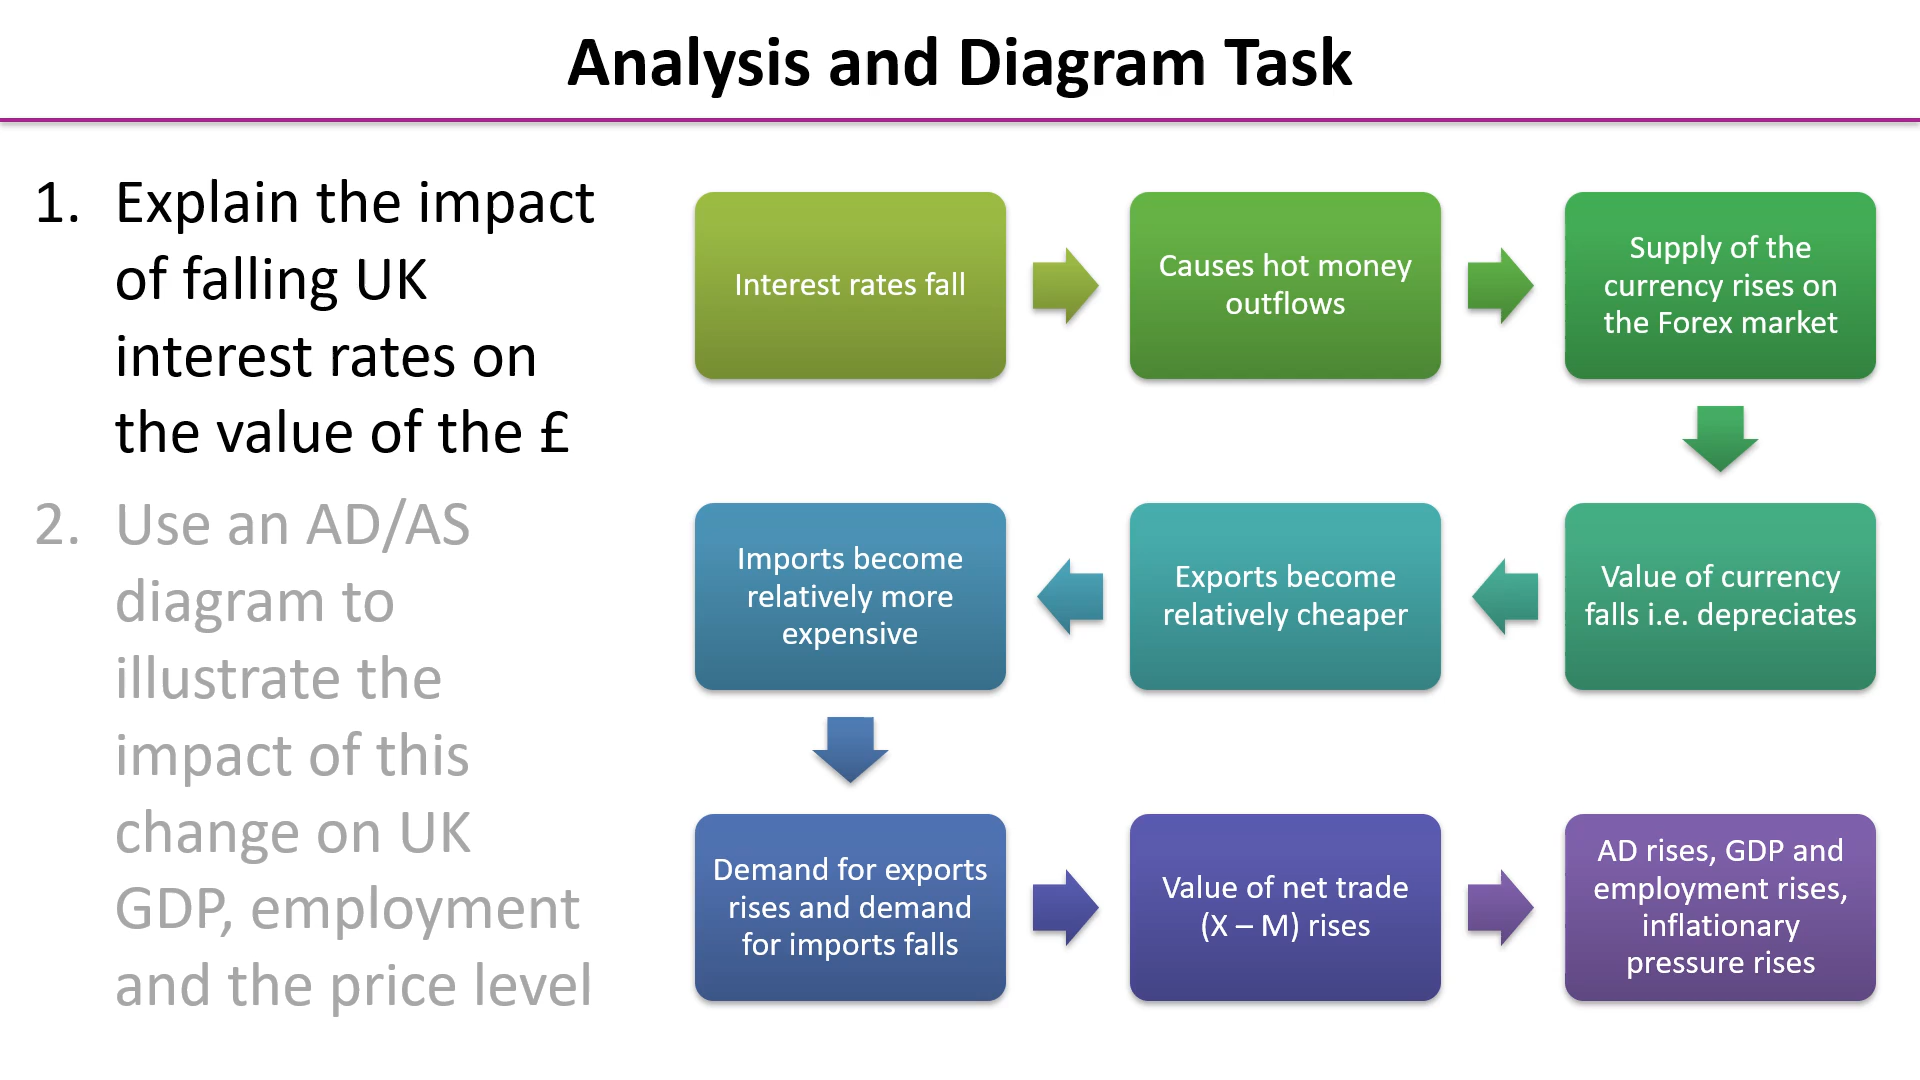 Analysis and Diagram Task
1. Explain the impact
of falling UK
interest rates on
the value of the £
2. Use an AD/AS
diagram to
illustrate the
impact of this
change on UK
GDP, employment
and the price level
Interest rates fall
Causes hot money
outflows
Supply of the
currency rises on
the Forex market
Value of currency
falls i.e. depreciates
Exports become
relatively cheaper
Imports become
relatively more
expensive
Demand for exports
rises and demand
for imports falls
Value of net trade
(X – M) rises
AD rises, GDP and
employment rises,
inflationary
pressure rises